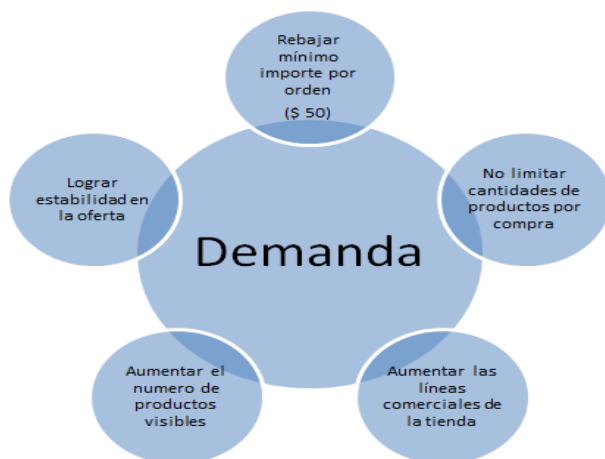 Rebajar
mínimo
importe por
orden
($ 50)
No limitar
cantidades de
productos por
compra
Aumentar las
líneas
comerciales de
la tienda
Aumentar el
numero de
productos
visibles
Lograr
estabilidad en
la oferta
Demanda